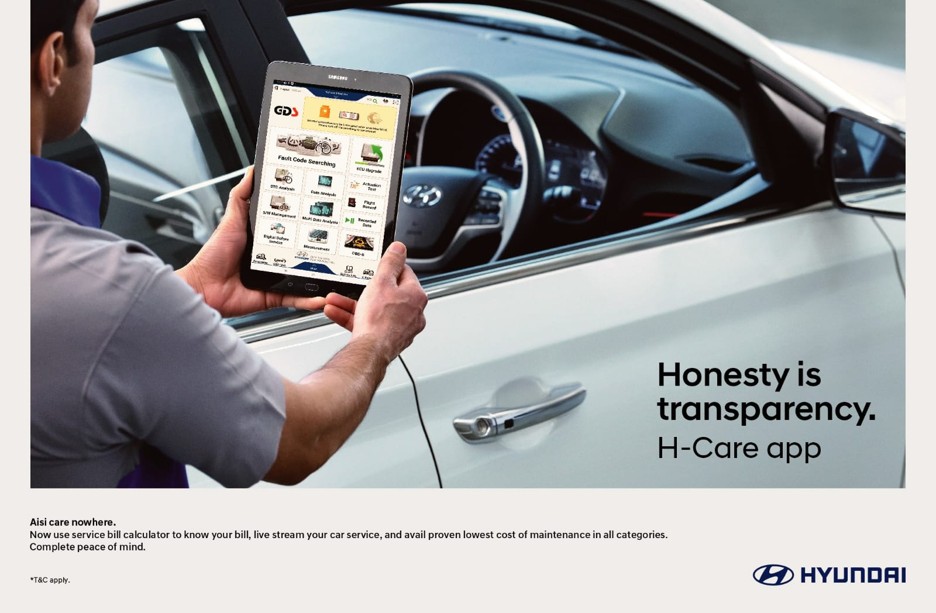 SAMSUNG
GDS
Fault Code Searching
ECU Upgrade
DTC Analysis
Data Analysis
Actuation Test
S/W Management
Multi Data Analysis
Flight Record
Recorded Data
Measurement
Honesty is
transparency.
H-Care app
Aisi care nowhere.
Now use service bill calculator to know your bill, live stream your car service, and avail proven lowest cost of maintenance in all categories.
Complete peace of mind.
*T&C apply.
HYUNDAI